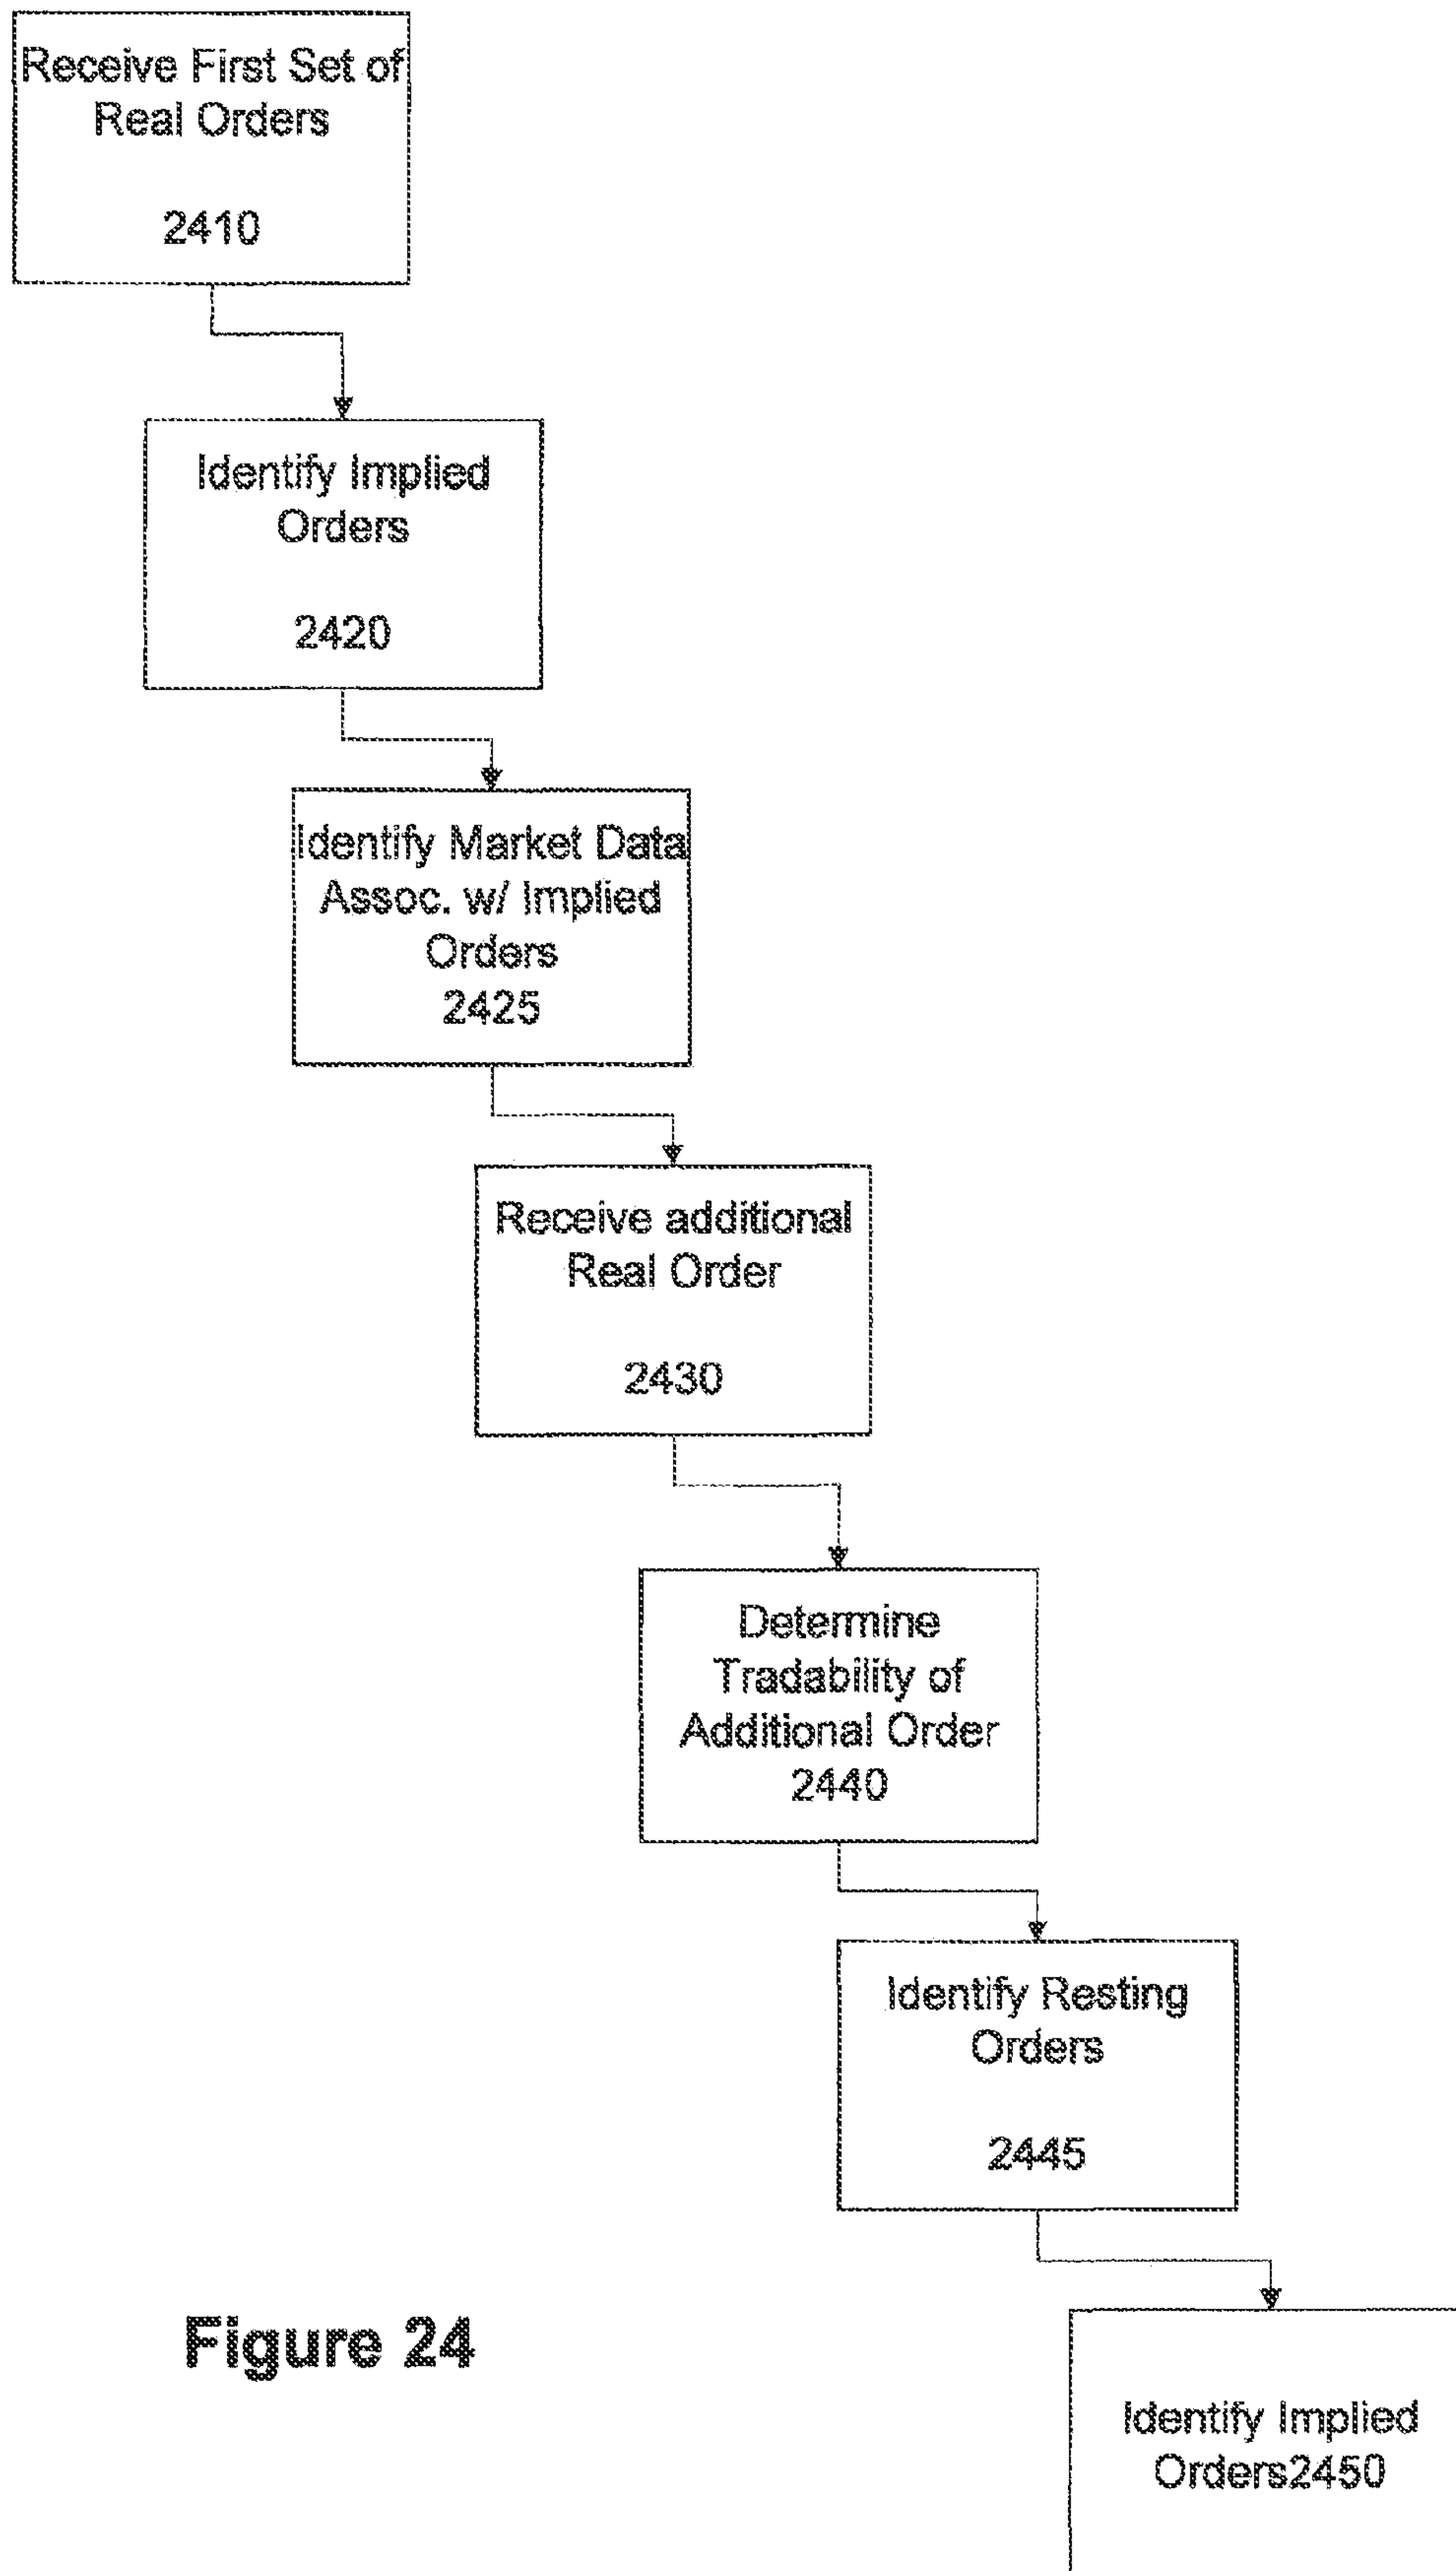 Receive First Set of
Real Orders
2410
Identify Implied
Orders
2420
Identify Market Data
Assoc. w/ Implied
Orders
2425
Receive additional
Real Order
2430
Determine
Tradability of
Additional Order
2440
Identify Resting
Orders
2445
Figure 24
Identify Implied
Orders2450